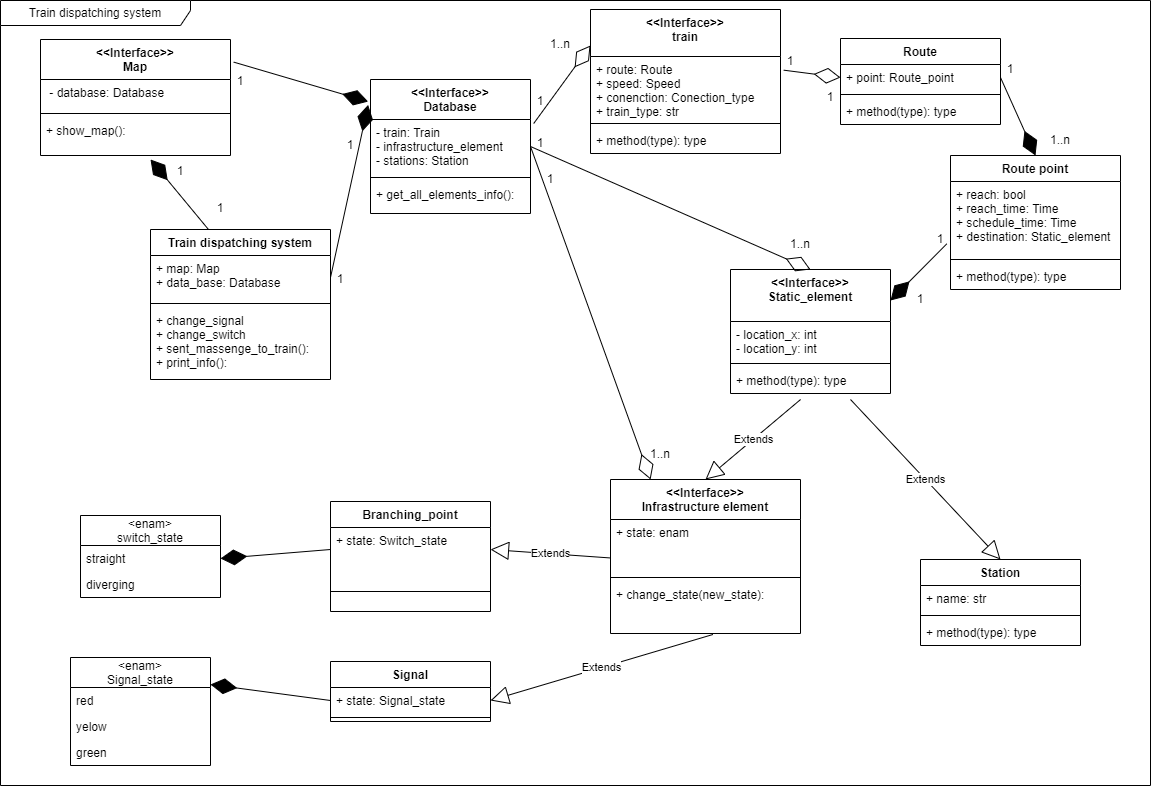 Train dispatching system
<<Interface>>
Map
- database: Database
+ show_map():
1
1
1
Train dispatching system
+ map: Map
+ data_base: Database
+ change_signal
+ change_switch
+ sent_massenge_to_train():
+ print_info():
1
1
<<Interface>>
Database
- train: Train
- infrastructure_element
- stations: Station
+ get_all_elements_info():
1
1
1
1..n
<<Interface>>
train
+ route: Route
+ speed: Speed
+ conenction: Conection_type
+ train_type: str
+ method(type): type
1
1
Route
+ point: Route_point
+ method(type): type
1
1..n
Route point
+ reach: bool
+ reach_time: Time
+ schedule_time: Time
+ destination: Static_element
+ method(type): type
1
1
1..n
<<Interface>>
Static_element
- location_x: int
- location_y: int
+ method(type): type
Extends
Extends
1..n
<<Interface>>
Infrastructure element
+ state: enam
+ change_state(new_state):
Station
+ name: str
+ method(type): type
Extends
Branching_point
+ state: Switch_state
<enam>
switch_state
straight
diverging
Extends
Signal
+ state: Signal_state
<enam>
Signal_state
red
yelow
green